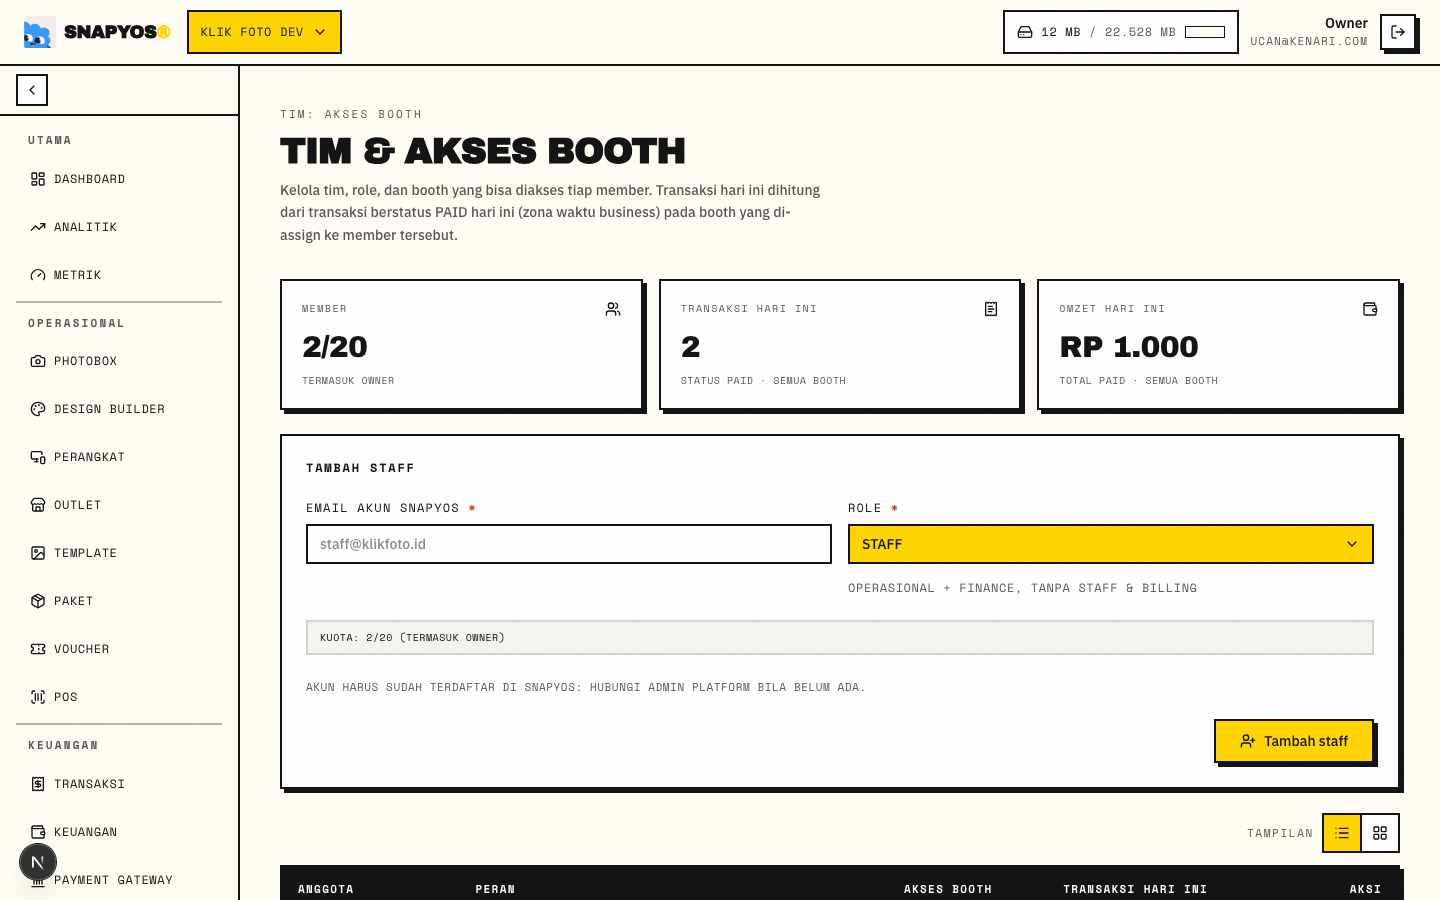 SNAPYOS®
KLIK FOTO DEV
12 MB / 22.528 MB
Owner
UCAN@KENARI.COM
UTAMA
DASHBOARD
ANALITIK
METRIK
OPERASIONAL
PHOTOBOX
DESIGN BUILDER
PERANGKAT
OUTLET
TEMPLATE
PAKET
VOUCHER
POS
KEUANGAN
TRANSAKSI
KEUANGAN
PAYMENT GATEWAY
N
TIM: AKSES BOOTH
TIM & AKSES BOOTH
Kelola tim, role, dan booth yang bisa diakses tiap member. Transaksi hari ini dihitung
dari transaksi berstatus PAID hari ini (zona waktu business) pada booth yang di-
assign ke member tersebut.
MEMBER
2/20
TERMASUK OWNER
TRANSAKSI HARI INI
2
STATUS PAID · SEMUA BOOTH
OMZET HARI INI
RP 1.000
TOTAL PAID · SEMUA BOOTH
TAMBAH STAFF
EMAIL AKUN SNAPYOS *
staff@klikfoto.id
ROLE *
STAFF
OPERASIONAL + FINANCE, TANPA STAFF & BILLING
KUOTA: 2/20 (TERMASUK OWNER)
AKUN HARUS SUDAH TERDAFTAR DI SNAPYOS: HUBUNGI ADMIN PLATFORM BILA BELUM ADA.
Tambah staff
TAMPILAN
ANGGOTA PERAN AKSES BOOTH TRANSAKSI HARI INI AKSI